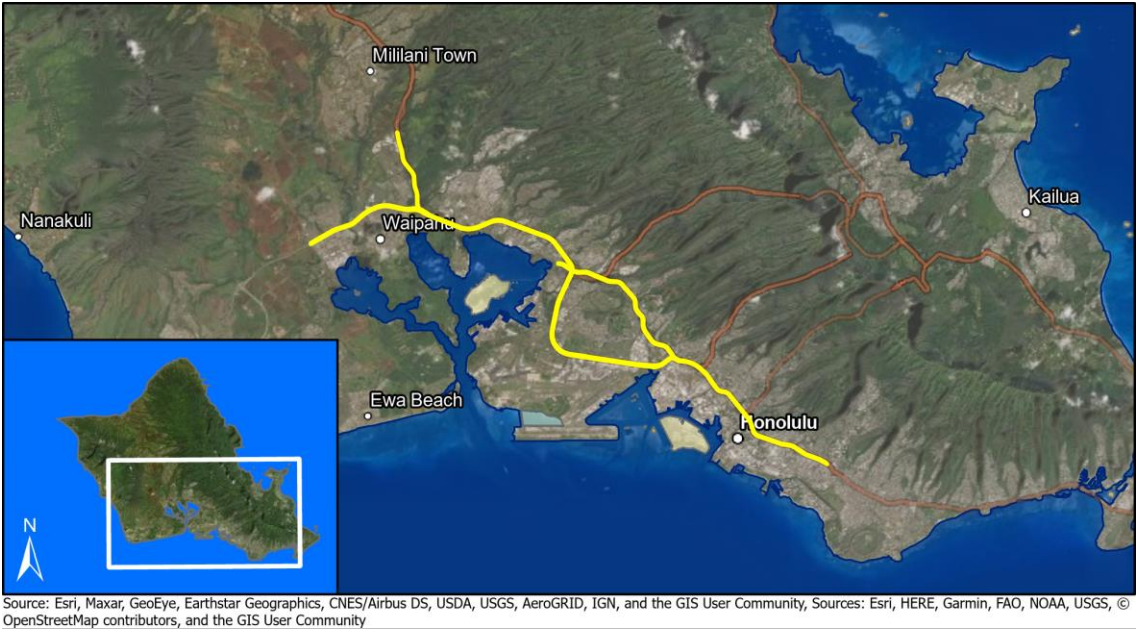 Mililani Town
Kailua
Nanakuli
Waipahu
Ewa Beach
Honolulu
N
Source: Esri, Maxar, GeoEye, Earthstar Geographics, CNES/Airbus DS, USDA, USGS, AeroGRID, IGN, and the GIS User Community, Sources: Esri, HERE, Garmin, FAO, NOAA, USGS, ©
OpenStreetMap contributors, and the GIS User Community